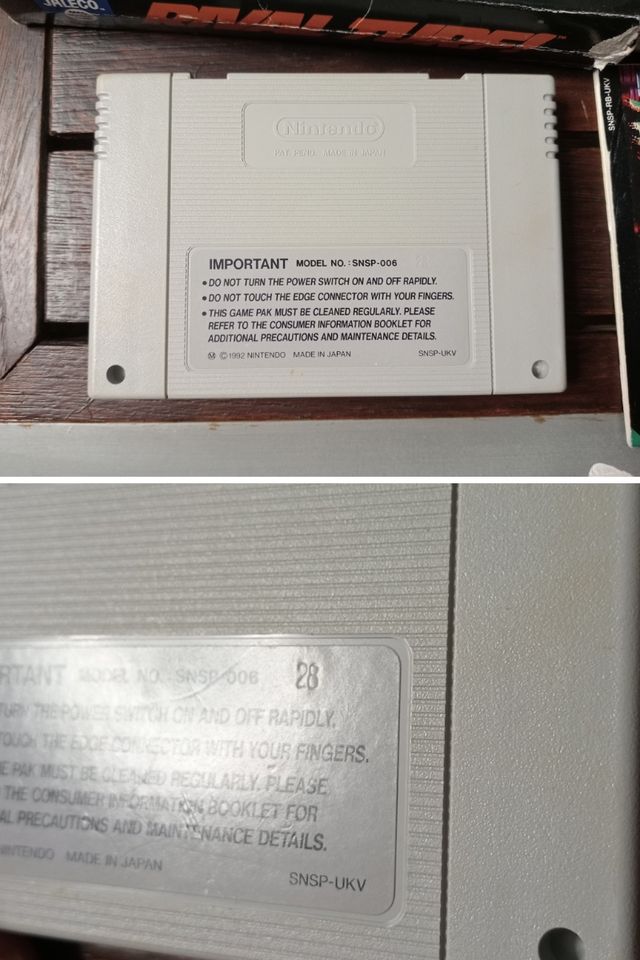 JALECO
RIVAL TURF!
SNSP-RB-UKV
Nintendo
PAT. PEND. MADE IN JAPAN
IMPORTANT MODEL NO. : SNSP-006 28
• DO NOT TURN THE POWER SWITCH ON AND OFF RAPIDLY.
• DO NOT TOUCH THE EDGE CONNECTOR WITH YOUR FINGERS.
• THIS GAME PAK MUST BE CLEANED REGULARLY. PLEASE
REFER TO THE CONSUMER INFORMATION BOOKLET FOR
ADDITIONAL PRECAUTIONS AND MAINTENANCE DETAILS.
Ⓜ © 1992 NINTENDO MADE IN JAPAN SNSP-UKV
RTANT MODEL NO. : SNSP-006 28
TURN THE POWER SWITCH ON AND OFF RAPIDLY.
TOUCH THE EDGE CONNECTOR WITH YOUR FINGERS.
E PAK MUST BE CLEANED REGULARLY. PLEASE
THE CONSUMER INFORMATION BOOKLET FOR
AL PRECAUTIONS AND MAINTENANCE DETAILS.
NINTENDO MADE IN JAPAN
SNSP-UKV